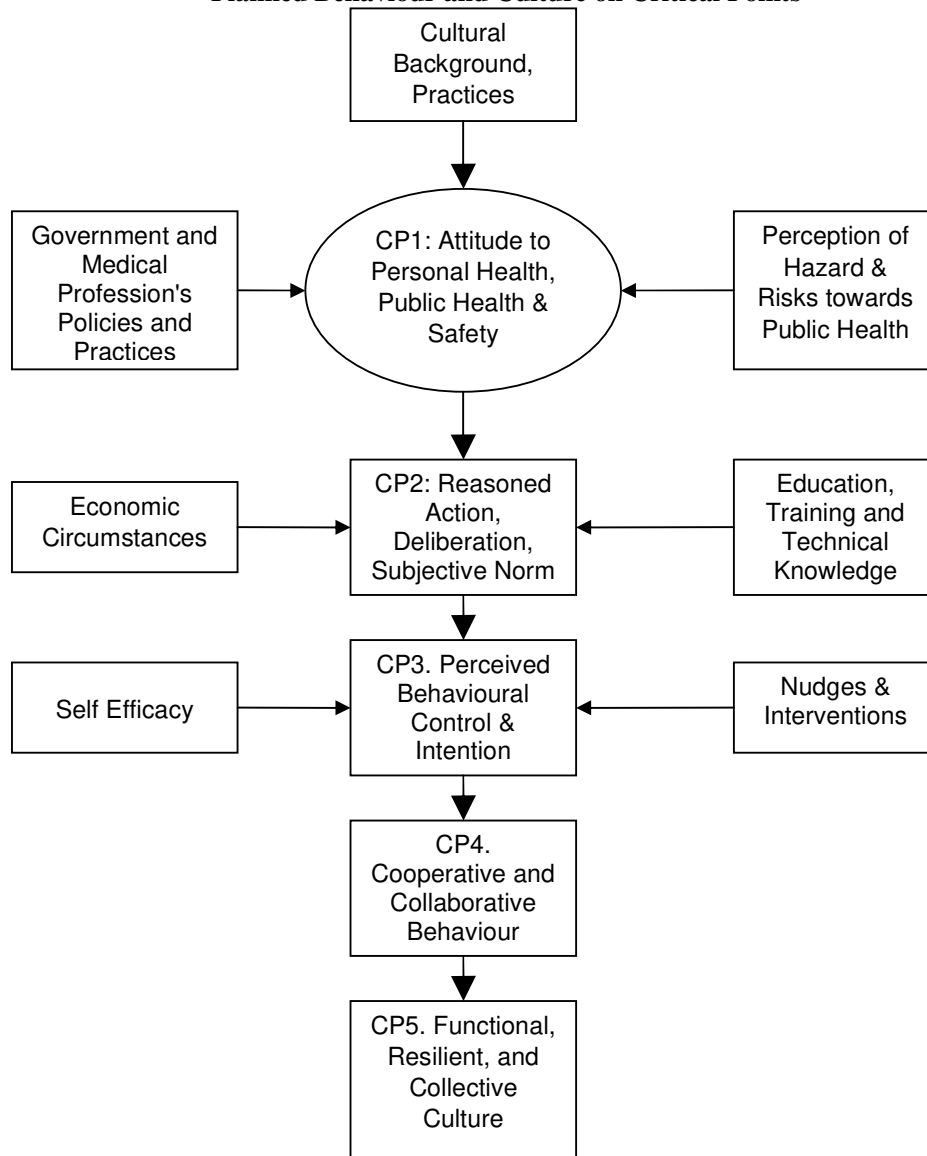 Planned Behaviour and Culture on Critical Points
Cultural
Background,
Practices
Government and
Medical
Profession's
Policies and
Practices
CP1: Attitude to
Personal Health,
Public Health &
Safety
Perception of
Hazard &
Risks towards
Public Health
Economic
Circumstances
CP2: Reasoned
Action,
Deliberation,
Subjective Norm
Education,
Training and
Technical
Knowledge
Self Efficacy
CP3. Perceived
Behavioural
Control &
Intention
Nudges &
Interventions
CP4.
Cooperative and
Collaborative
Behaviour
CP5. Functional,
Resilient, and
Collective
Culture